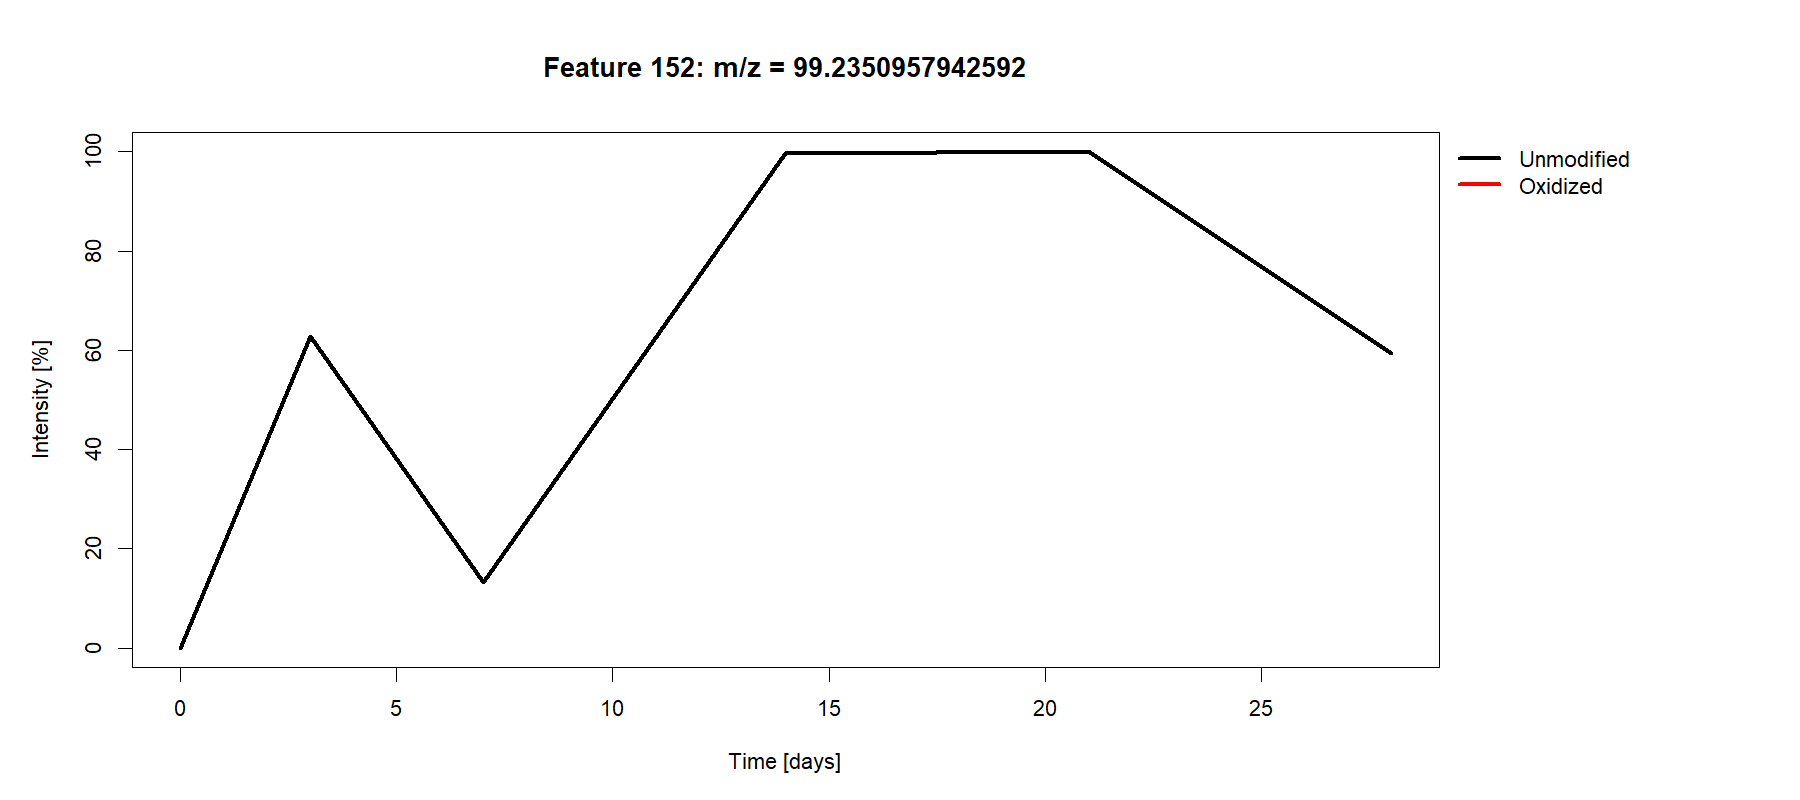 Feature 152: m/z = 99.2350957942592
Unmodified
Oxidized
Intensity [%]
100
80
60
40
20
0
0 5 10 15 20 25
Time [days]